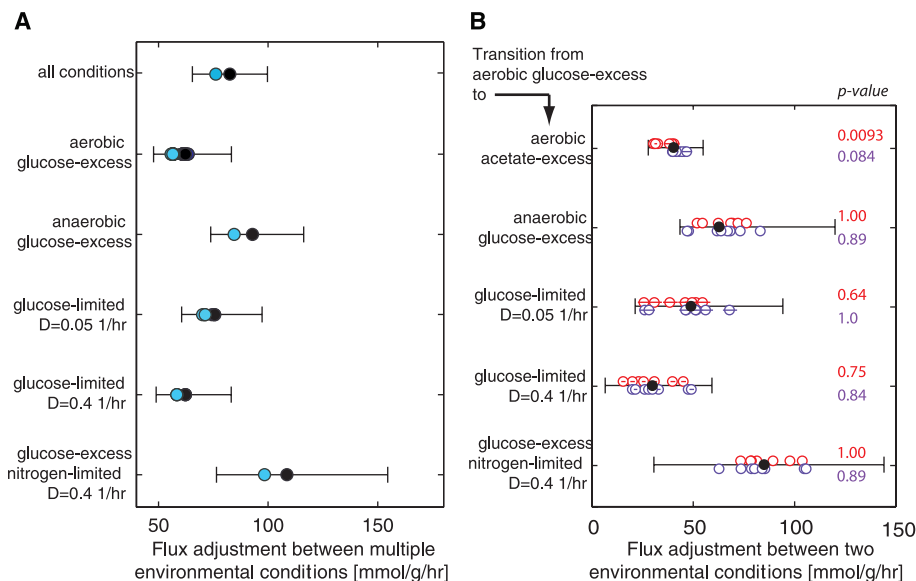 A
all conditions
aerobic
glucose-excess
anaerobic
glucose-excess
glucose-limited
D=0.05 1/hr
glucose-limited
D=0.4 1/hr
glucose-excess
nitrogen-limited
D=0.4 1/hr
50
100
150
Flux adjustment between multiple
environmental conditions [mmol/g/hr]
B
Transition from
aerobic glucose-excess
to
p-value
aerobic
acetate-excess
0.0093
0.084
anaerobic
glucose-excess
1.00
0.89
glucose-limited
D=0.05 1/hr
0.64
1.0
glucose-limited
D=0.4 1/hr
0.75
0.84
glucose-excess
nitrogen-limited
D=0.4 1/hr
1.00
0.89
0
50
100
150
Flux adjustment between two
environmental conditions [mmol/g/hr]